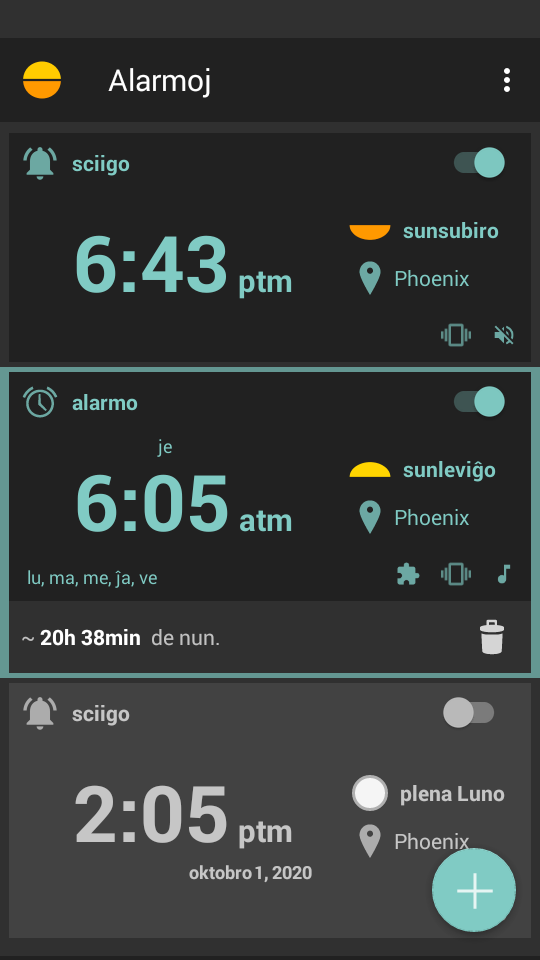 Alarmoj
sciigo
6:43 ptm
sunsubiro
Phoenix
alarmo
je
6:05 atm
sunleviĝo
Phoenix
lu, ma, me, ĵa, ve
~ 20h 38min de nun.
sciigo
2:05 ptm
plena Luno
Phoenix
oktobro 1, 2020